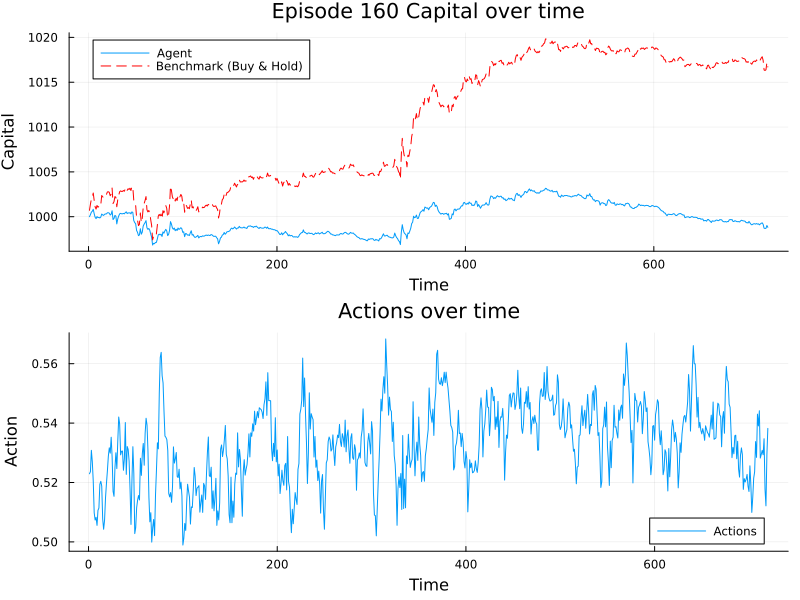 Episode 160 Capital over time
1020
1015
1010
1005
1000
Capital
Agent
Benchmark (Buy & Hold)
0
200
400
600
Time
Actions over time
0.56
0.54
0.52
0.50
Action
Actions
0
200
400
600
Time